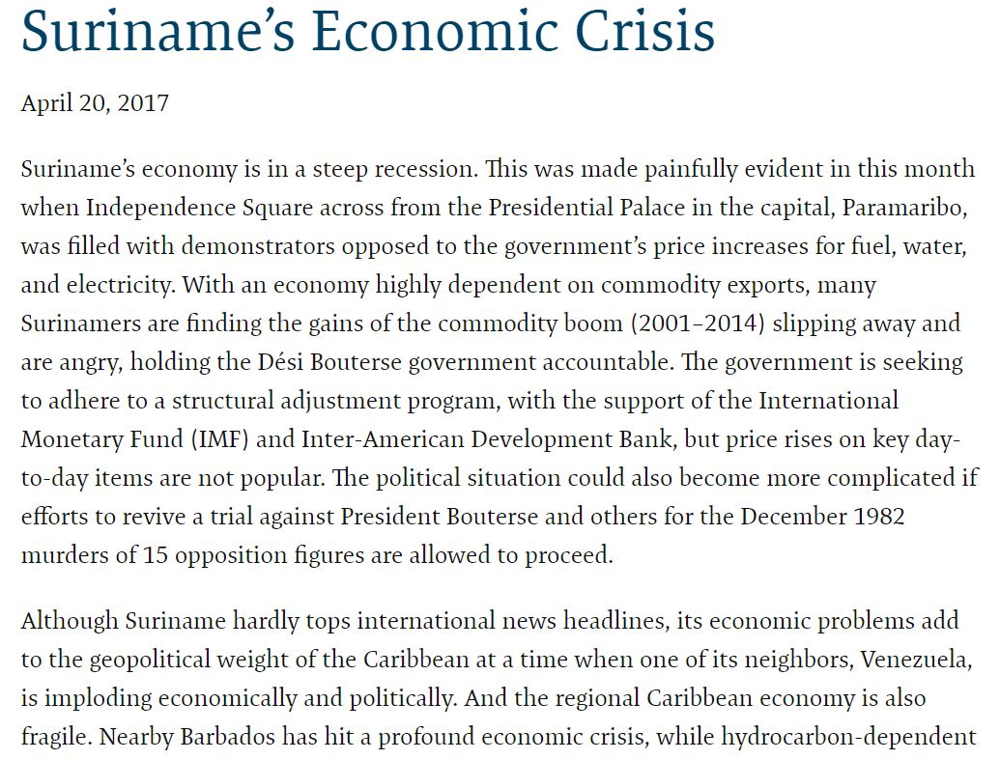 Suriname’s Economic Crisis
April 20, 2017
Suriname’s economy is in a steep recession. This was made painfully evident in this month
when Independence Square across from the Presidential Palace in the capital, Paramaribo,
was filled with demonstrators opposed to the government’s price increases for fuel, water,
and electricity. With an economy highly dependent on commodity exports, many
Surinamers are finding the gains of the commodity boom (2001–2014) slipping away and
are angry, holding the Dési Bouterse government accountable. The government is seeking
to adhere to a structural adjustment program, with the support of the International
Monetary Fund (IMF) and Inter-American Development Bank, but price rises on key day-
to-day items are not popular. The political situation could also become more complicated if
efforts to revive a trial against President Bouterse and others for the December 1982
murders of 15 opposition figures are allowed to proceed.
Although Suriname hardly tops international news headlines, its economic problems add
to the geopolitical weight of the Caribbean at a time when one of its neighbors, Venezuela,
is imploding economically and politically. And the regional Caribbean economy is also
fragile. Nearby Barbados has hit a profound economic crisis, while hydrocarbon-dependent